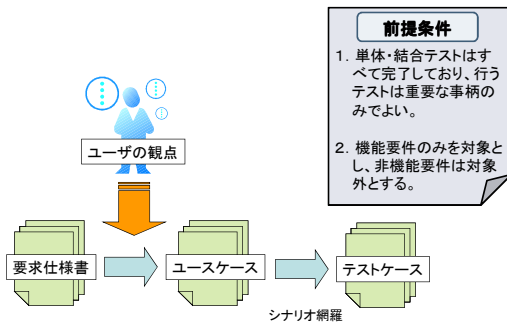 前提条件
1. 単体・結合テストはす
べて完了しており、行う
テストは重要な事柄の
みでよい。
2. 機能要件のみを対象と
し、非機能要件は対象
外とする。
ユーザの観点
要求仕様書
ユースケース
テストケース
シナリオ網羅